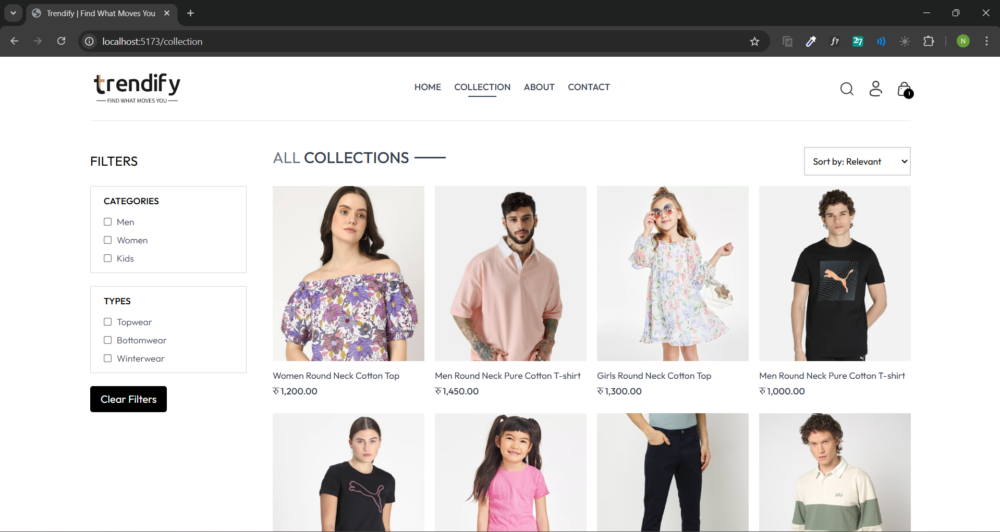 Trendify | Find What Moves You
localhost:5173/collection
f?
27
N
trendify
FIND WHAT MOVES YOU
HOME COLLECTION ABOUT CONTACT
1
FILTERS
ALL COLLECTIONS
Sort by: Relevant
CATEGORIES
Men
Women
Kids
TYPES
Topwear
Bottomwear
Winterwear
Clear Filters
Women Round Neck Cotton Top
रु 1,200.00
Men Round Neck Pure Cotton T-shirt
रु 1,450.00
Girls Round Neck Cotton Top
रु 1,300.00
Men Round Neck Pure Cotton T-shirt
रु 1,000.00
GAP